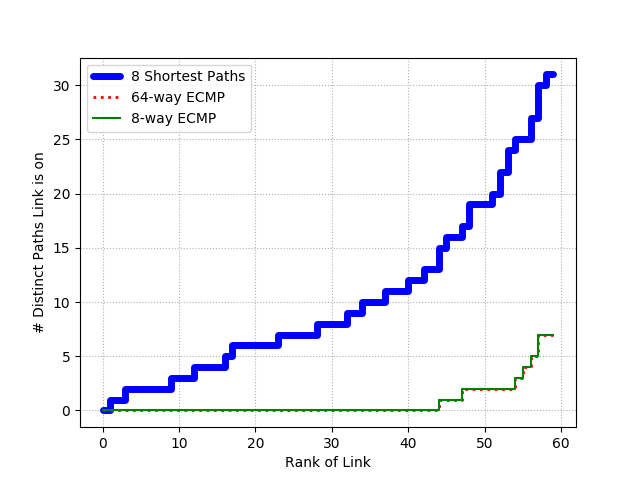 8 Shortest Paths
64-way ECMP
8-way ECMP
# Distinct Paths Link is on
30
25
20
15
10
5
0
0 10 20 30 40 50 60
Rank of Link